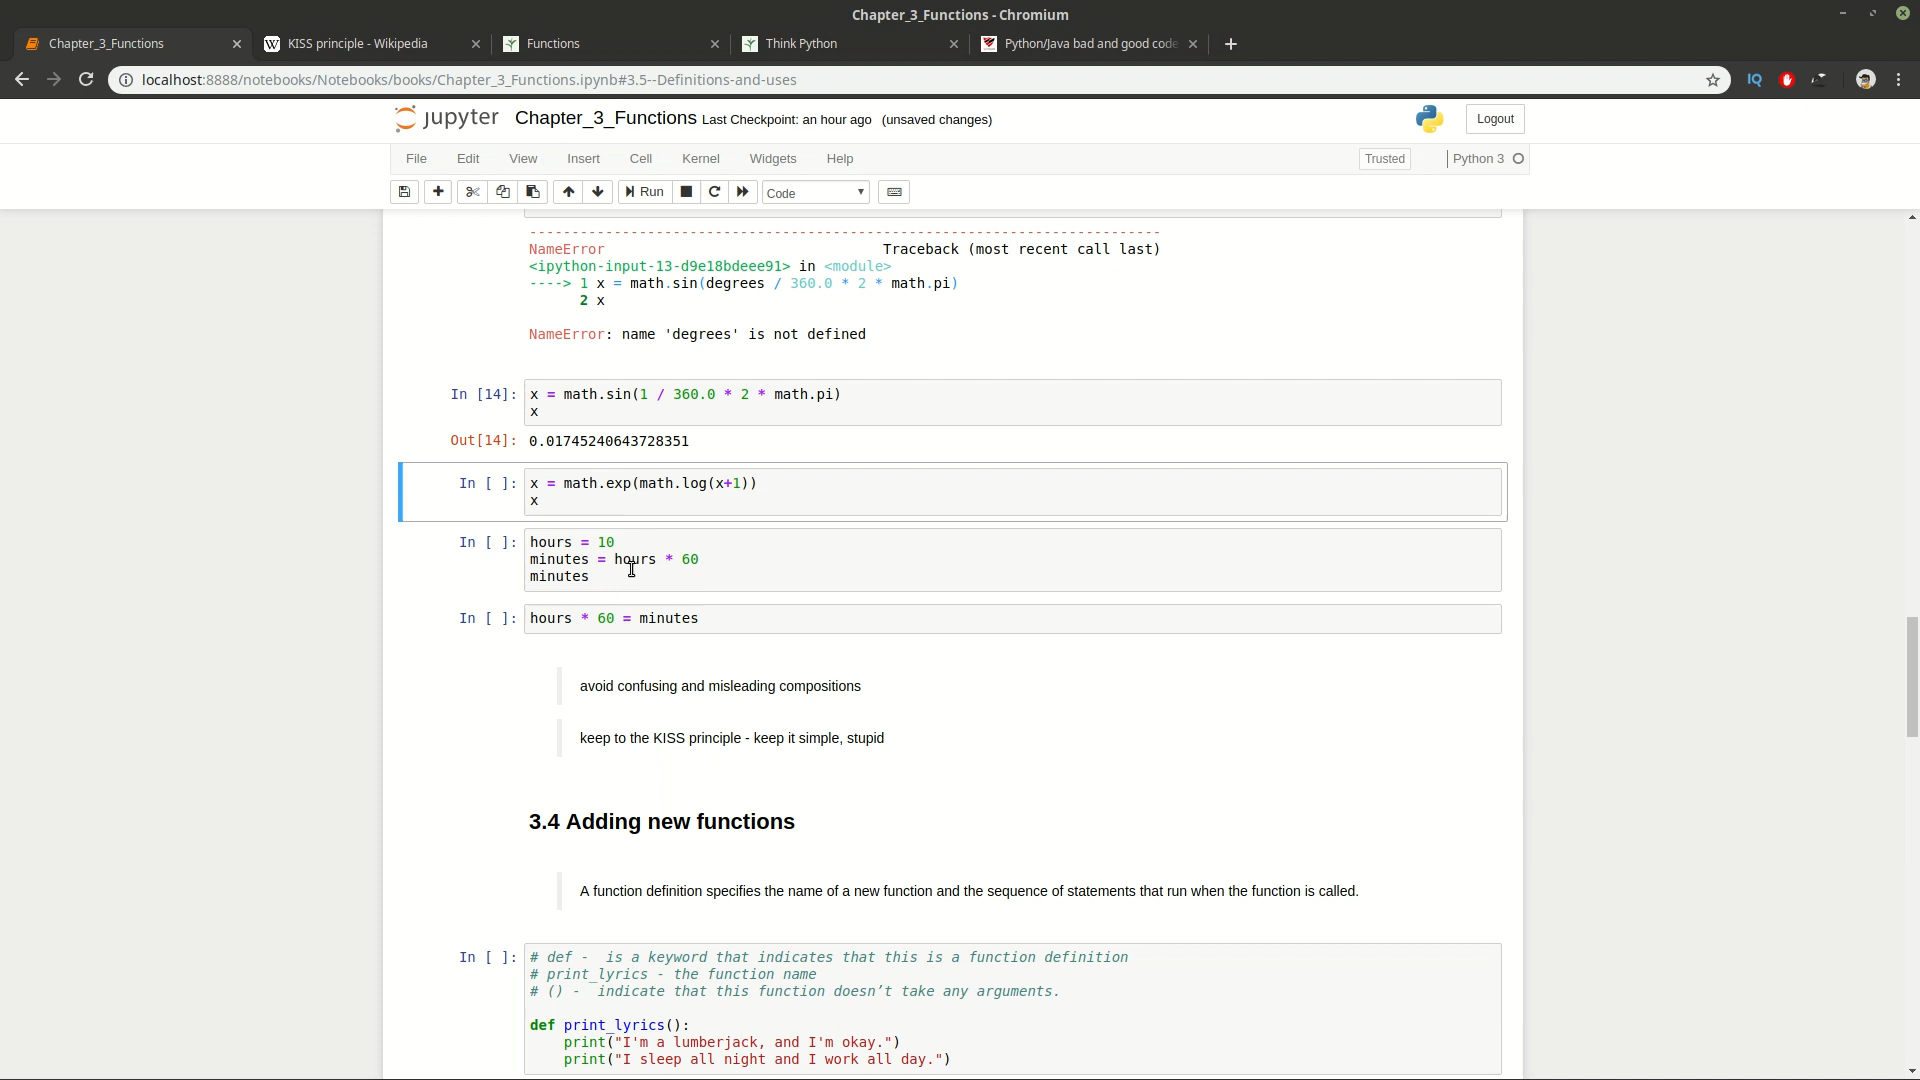 Chapter_3_Functions - Chromium
Chapter_3_Functions
KISS principle - Wikipedia
Functions
Think Python
Python/Java bad and good code
localhost:8888/notebooks/Notebooks/books/Chapter_3_Functions.ipynb#3.5--Definitions-and-uses
IQ
jupyter Chapter_3_Functions Last Checkpoint: an hour ago (unsaved changes)
Logout
File Edit View Insert Cell Kernel Widgets Help
Trusted
Python 3
Run
Code
---------------------------------------------------------------------------
NameError Traceback (most recent call last)
<ipython-input-13-d9e18bdeee91> in <module>
----> 1 x = math.sin(degrees / 360.0 * 2 * math.pi)
2 x
NameError: name 'degrees' is not defined
In [14]: x = math.sin(1 / 360.0 * 2 * math.pi)
x
Out[14]: 0.01745240643728351
In [ ]: x = math.exp(math.log(x+1))
x
In [ ]: hours = 10
minutes = hours * 60
minutes
In [ ]: hours * 60 = minutes
avoid confusing and misleading compositions
keep to the KISS principle - keep it simple, stupid
3.4 Adding new functions
A function definition specifies the name of a new function and the sequence of statements that run when the function is called.
In [ ]: # def - is a keyword that indicates that this is a function definition
# print_lyrics - the function name
# () - indicate that this function doesn’t take any arguments.
def print_lyrics():
print("I'm a lumberjack, and I'm okay.")
print("I sleep all night and I work all day.")